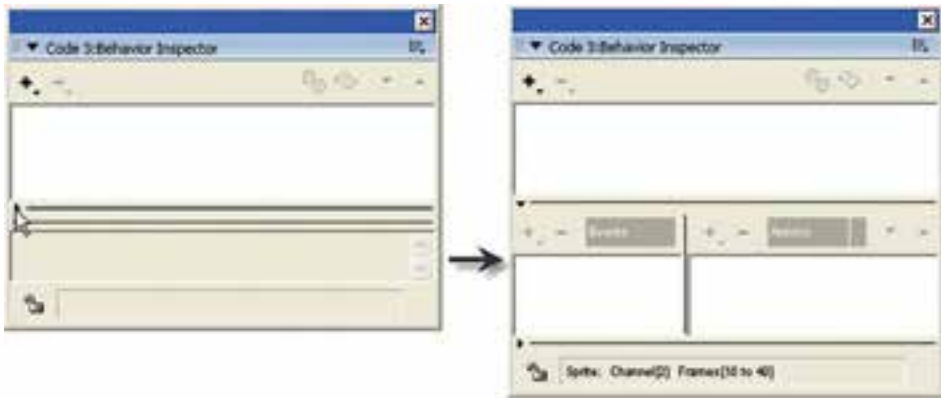 Code 3:Behavior Inspector
Code 3:Behavior Inspector
Events
Actions
Sprite: Channel(2) Frames[10 to 40]